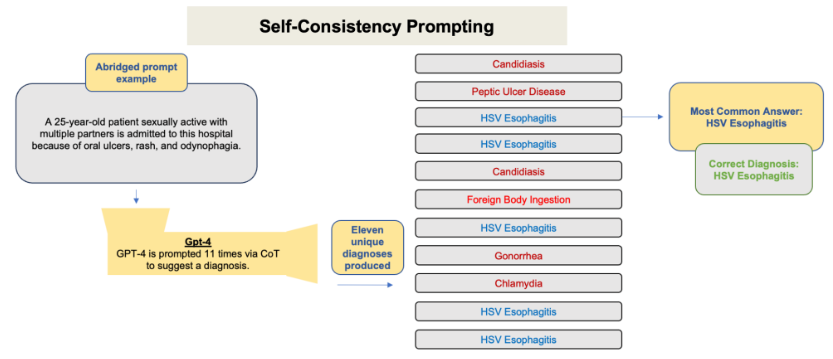 Self-Consistency Prompting
Abridged prompt
example
A 25-year-old patient sexually active with
multiple partners is admitted to this hospital
because of oral ulcers, rash, and odynophagia.
Gpt-4
GPT-4 is prompted 11 times via CoT
to suggest a diagnosis.
Eleven
unique
diagnoses
produced
Candidiasis
Peptic Ulcer Disease
HSV Esophagitis
HSV Esophagitis
Candidiasis
Foreign Body Ingestion
HSV Esophagitis
Gonorrhea
Chlamydia
HSV Esophagitis
HSV Esophagitis
Most Common Answer:
HSV Esophagitis
Correct Diagnosis:
HSV Esophagitis